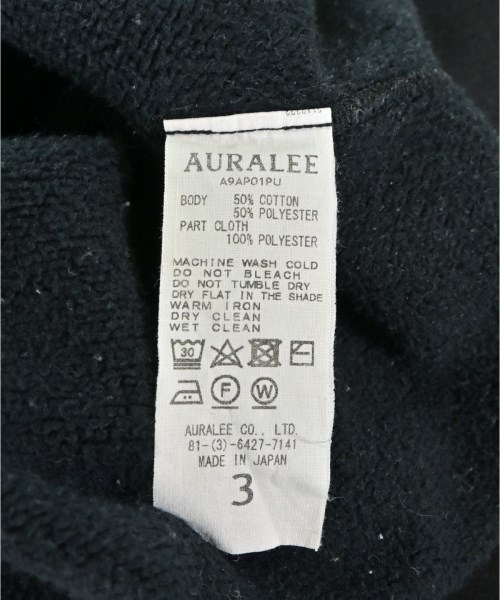 AURALEE
A9AP01PU
BODY 50% COTTON
50% POLYESTER
PART CLOTH
100% POLYESTER
MACHINE WASH COLD
DO NOT BLEACH
DO NOT TUMBLE DRY
DRY FLAT IN THE SHADE
WARM IRON
DRY CLEAN
WET CLEAN
30
F W
AURALEE CO., LTD.
81-(3)-6427-7141
MADE IN JAPAN
3